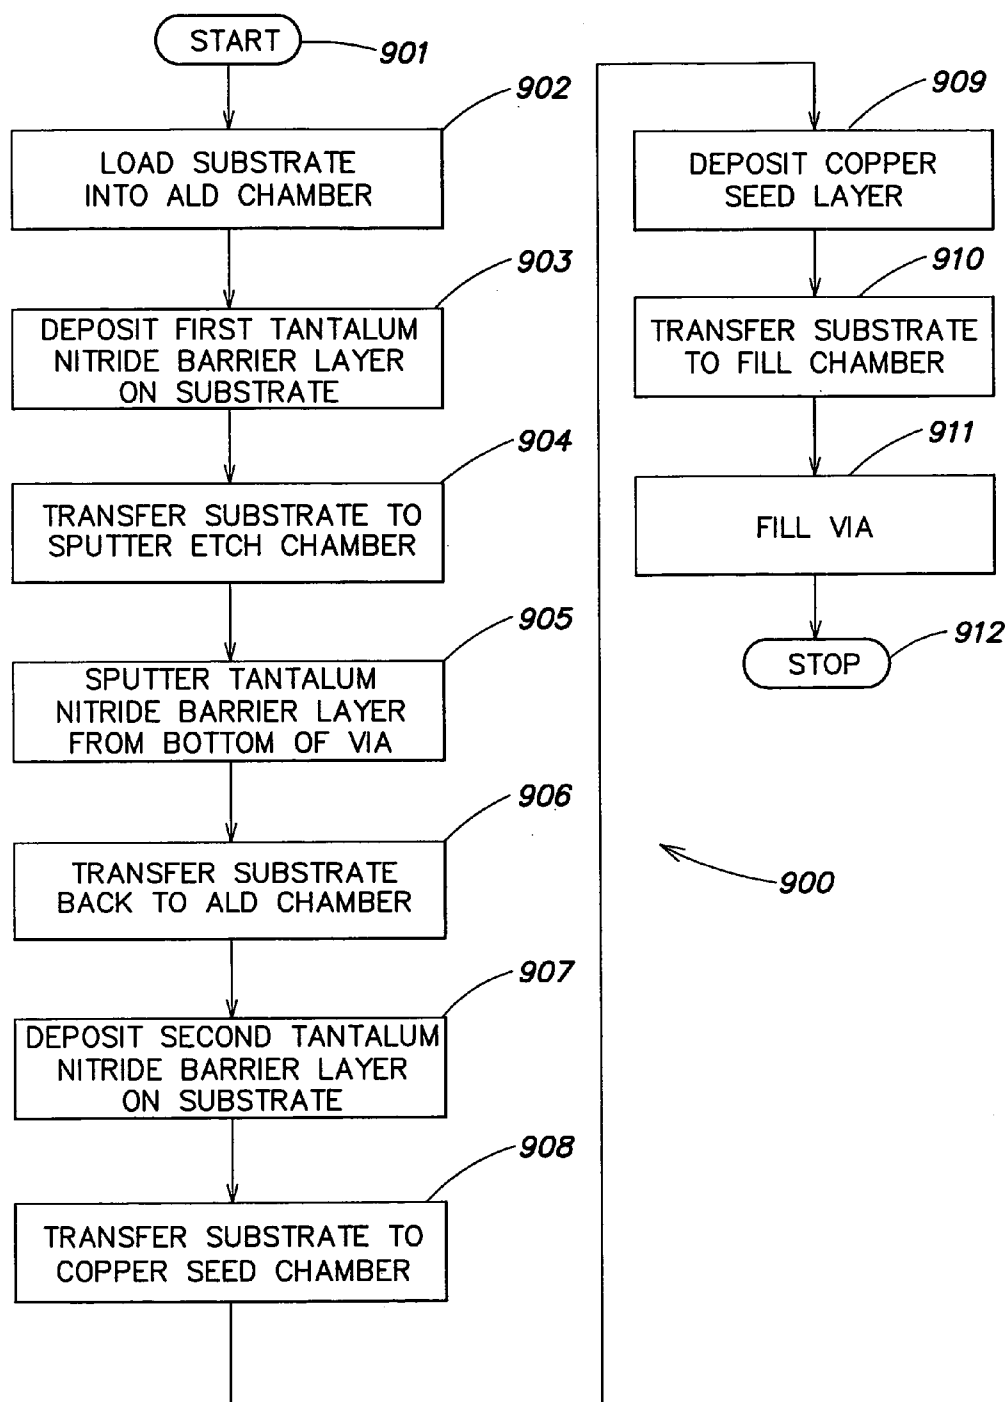 START
901
902
LOAD SUBSTRATE
INTO ALD CHAMBER
903
DEPOSIT FIRST TANTALUM
NITRIDE BARRIER LAYER
ON SUBSTRATE
904
TRANSFER SUBSTRATE TO
SPUTTER ETCH CHAMBER
905
SPUTTER TANTALUM
NITRIDE BARRIER LAYER
FROM BOTTOM OF VIA
906
TRANSFER SUBSTRATE
BACK TO ALD CHAMBER
907
DEPOSIT SECOND TANTALUM
NITRIDE BARRIER LAYER
ON SUBSTRATE
908
TRANSFER SUBSTRATE TO
COPPER SEED CHAMBER
909
DEPOSIT COPPER
SEED LAYER
910
TRANSFER SUBSTRATE
TO FILL CHAMBER
911
FILL VIA
912
STOP
900